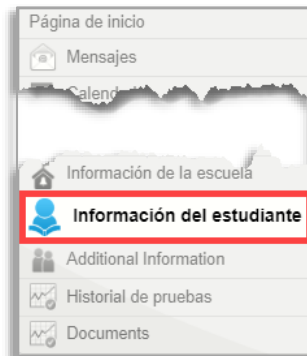 Página de inicio
Mensajes
Información de la escuela
Información del estudiante
Additional Information
Historial de pruebas
Documents